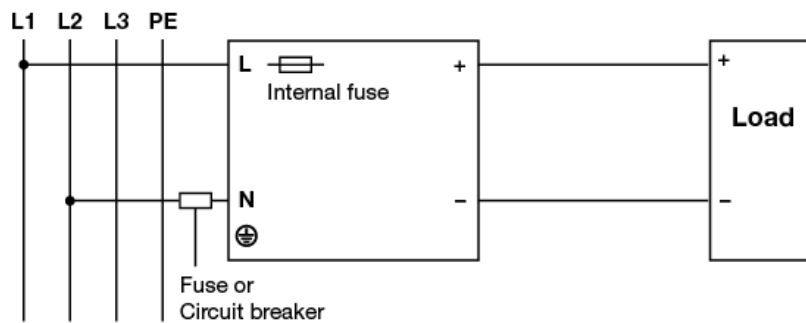 L1 L2 L3 PE
L + + 
Internal fuse
Load
N − −
Fuse or
Circuit breaker